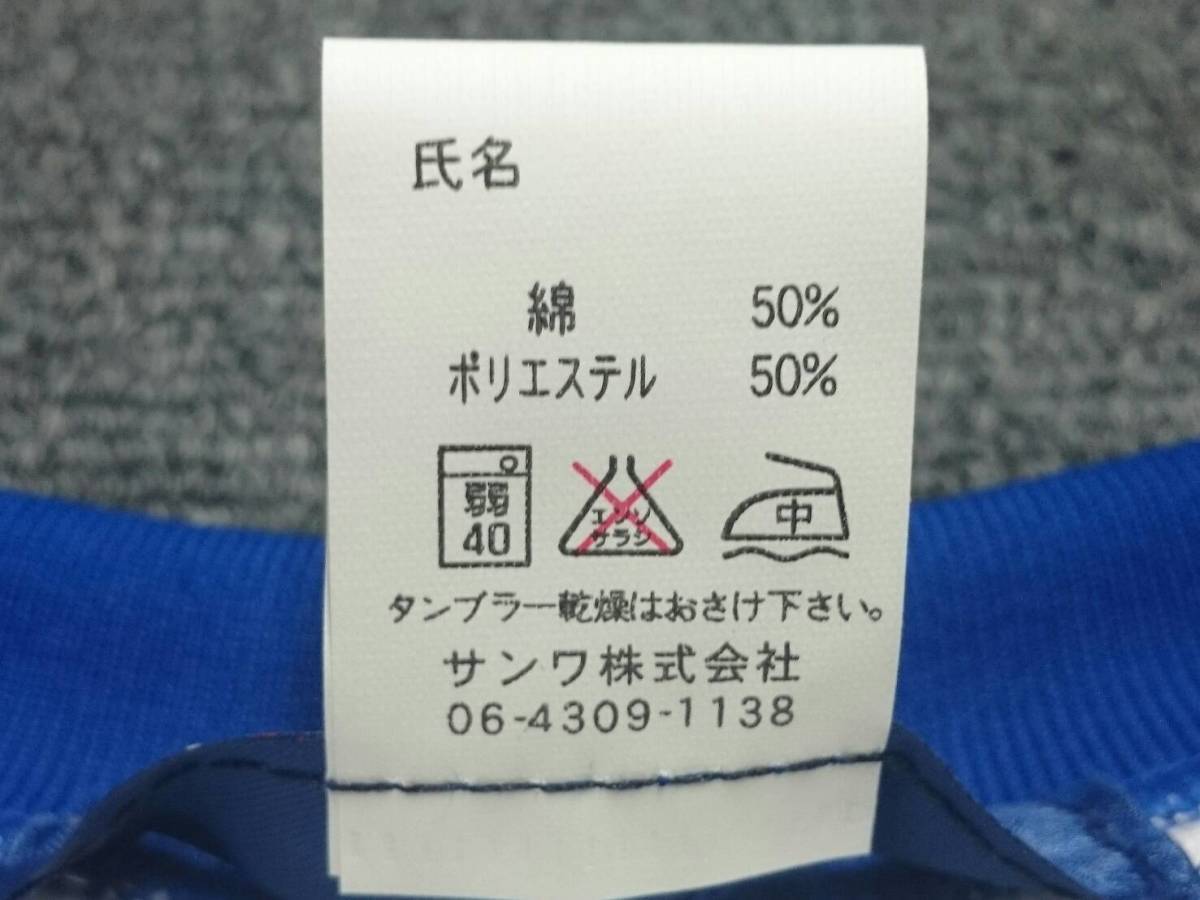 氏名
綿 50%
ポリエステル 50%
弱
40
エンソ
サラシ
中
タンブラー乾燥はおさけ下さい。
サンワ株式会社
06-4309-1138